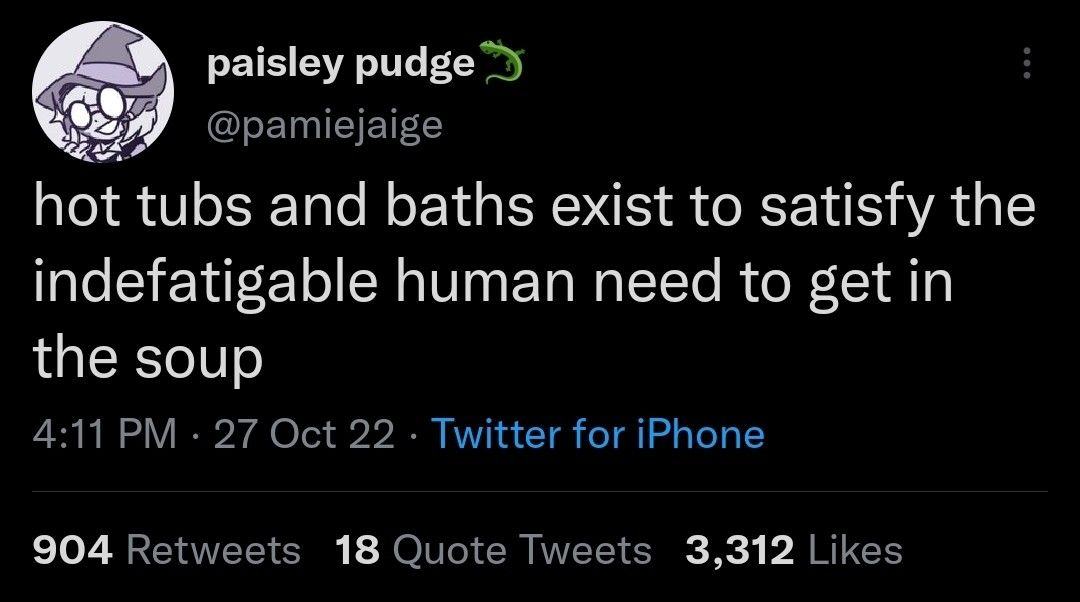 paisley pudge🦎
@pamiejaige
hot tubs and baths exist to satisfy the
indefatigable human need to get in
the soup
4:11 PM · 27 Oct 22 · Twitter for iPhone
904 Retweets 18 Quote Tweets 3,312 Likes